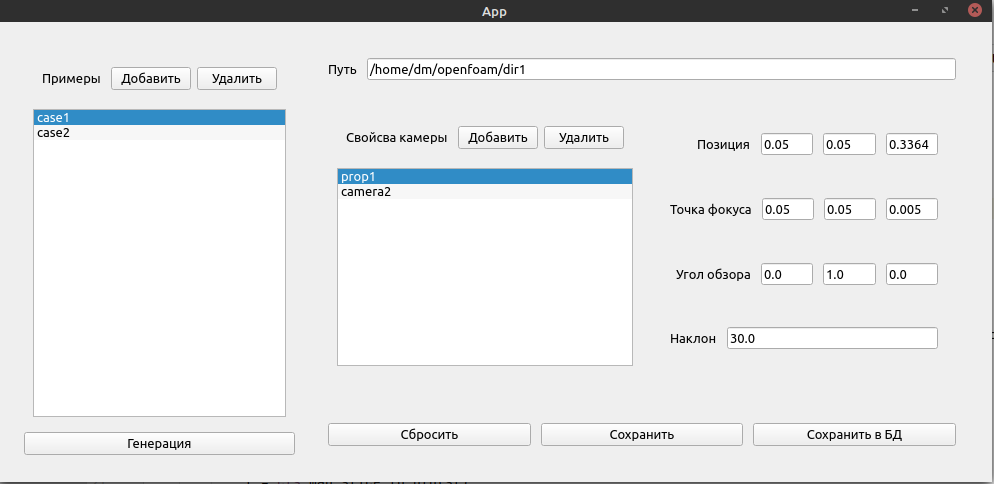 App
Примеры Добавить Удалить
case1
case2
Генерация
Путь /home/dm/openfoam/dir1
Свойсва камеры Добавить Удалить
prop1
camera2
Позиция 0.05 0.05 0.3364
Точка фокуса 0.05 0.05 0.005
Угол обзора 0.0 1.0 0.0
Наклон 30.0
Сбросить Сохранить Сохранить в БД